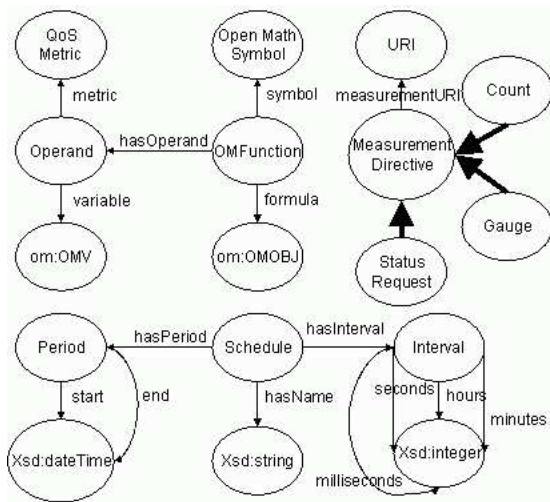 QoS
Metric
Open Math
Symbol
URI
Count
metric
symbol
measurementURI
Operand
hasOperand
OMFunction
Measurement
Directive
variable
formula
Gauge
om:OMV
om:OMOBJ
Status
Request
Period
hasPeriod
Schedule
hasInterval
Interval
start
end
hasName
seconds
hours
minutes
Xsd:dateTime
Xsd:string
Xsd:integer
milliseconds